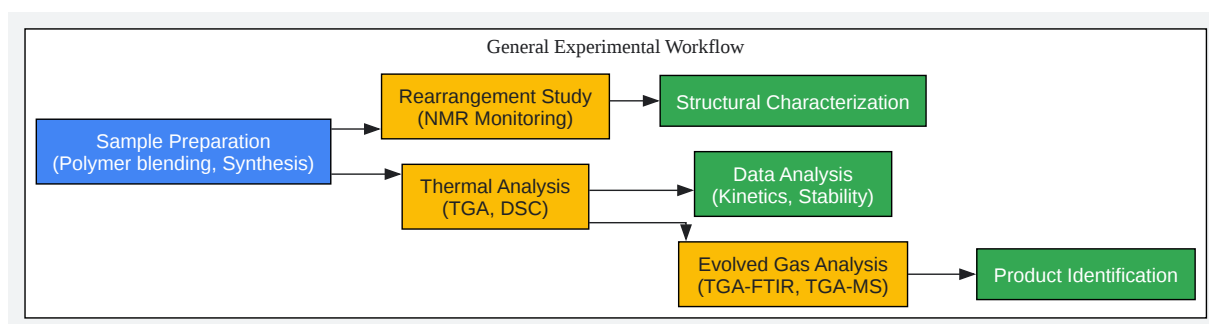 General Experimental Workflow
Rearrangement Study
(NMR Monitoring)
Structural Characterization
Sample Preparation
(Polymer blending, Synthesis)
Thermal Analysis
(TGA, DSC)
Data Analysis
(Kinetics, Stability)
Evolved Gas Analysis
(TGA-FTIR, TGA-MS)
Product Identification